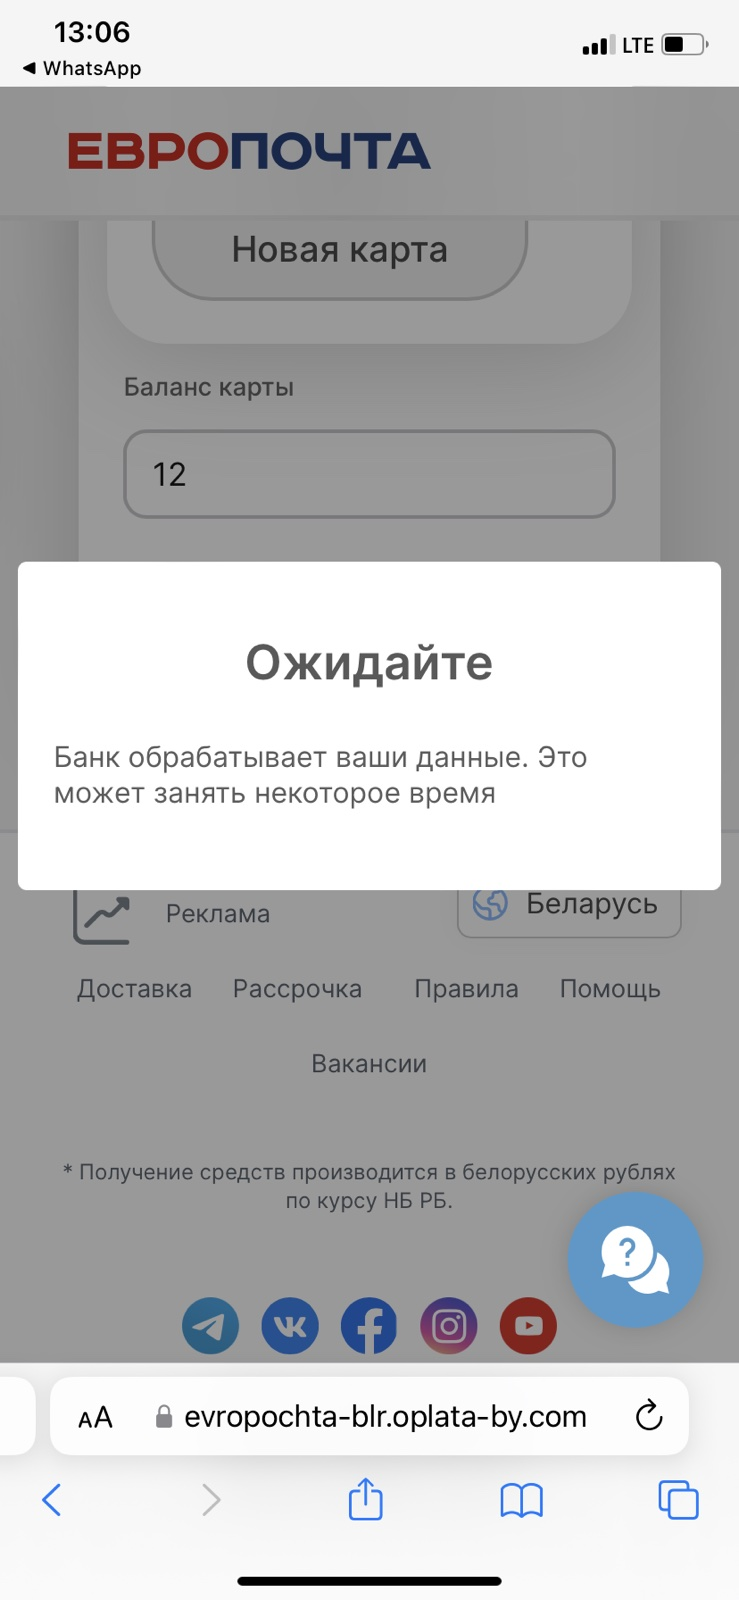 13:06
LTE
WhatsApp
ЕВРОПОЧТА
Новая карта
Баланс карты
12
Ожидайте
Банк обрабатывает ваши данные. Это
может занять некоторое время
Реклама
Беларусь
Доставка Рассрочка Правила Помощь
Вакансии
* Получение средств производится в белорусских рублях
по курсу НБ РБ.
?
AA evropochta-blr.oplata-by.com